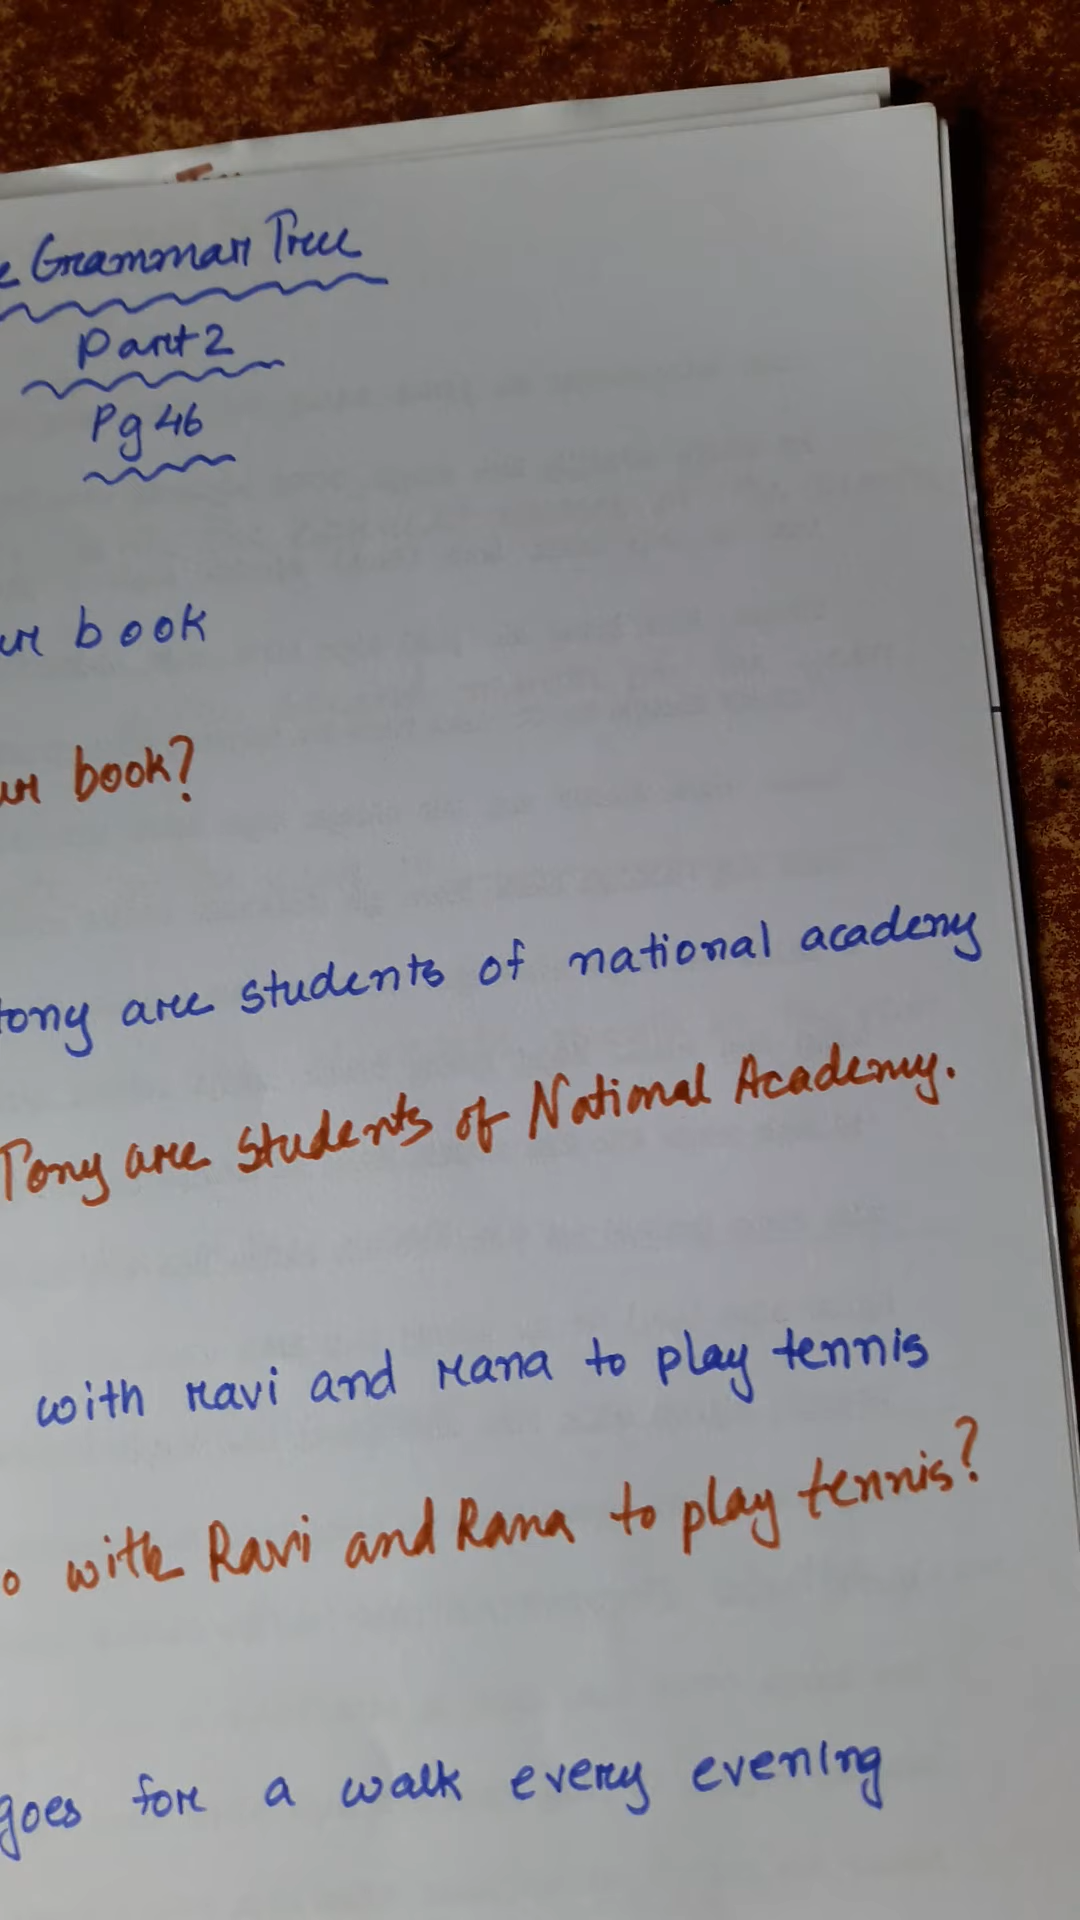 Grammar Tree
Part 2
Pg 46
book
book?
tony are students of national academy
Tony are students of National Academy.
with ravi and rana to play tennis
with Ravi and Rana to play tennis?
goes for a walk every evening